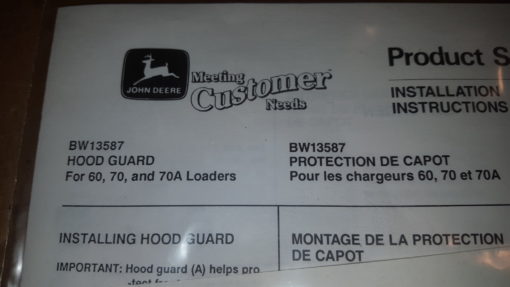 JOHN DEERE
Meeting
Customer
Needs
Product S
INSTALLATION
INSTRUCTIONS
BW13587
HOOD GUARD
For 60, 70, and 70A Loaders
BW13587
PROTECTION DE CAPOT
Pour les chargeurs 60, 70 et 70A
INSTALLING HOOD GUARD
IMPORTANT: Hood guard (A) helps pro
MONTAGE DE LA PROTECTION
DE CAPOT